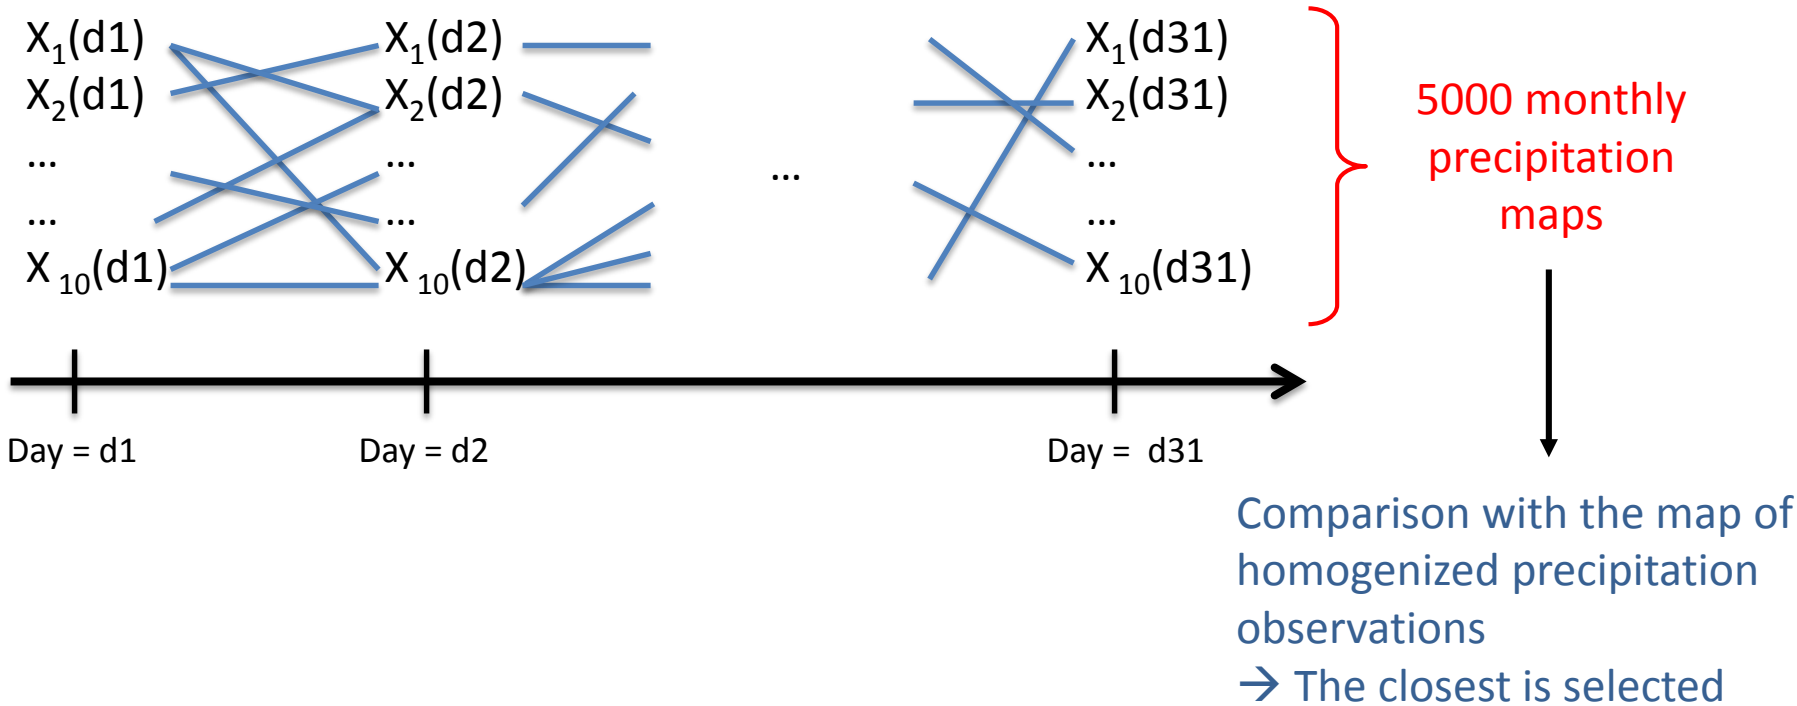 X1(d1) X1(d2) X1(d31)
X2(d1) X2(d2) X2(d31)
... ... ... ...
... ... ...
X 10(d1) X 10(d2) X 10(d31)
5000 monthly
precipitation
maps
Day = d1 Day = d2 Day = d31
Comparison with the map of
homogenized precipitation
observations
→ The closest is selected